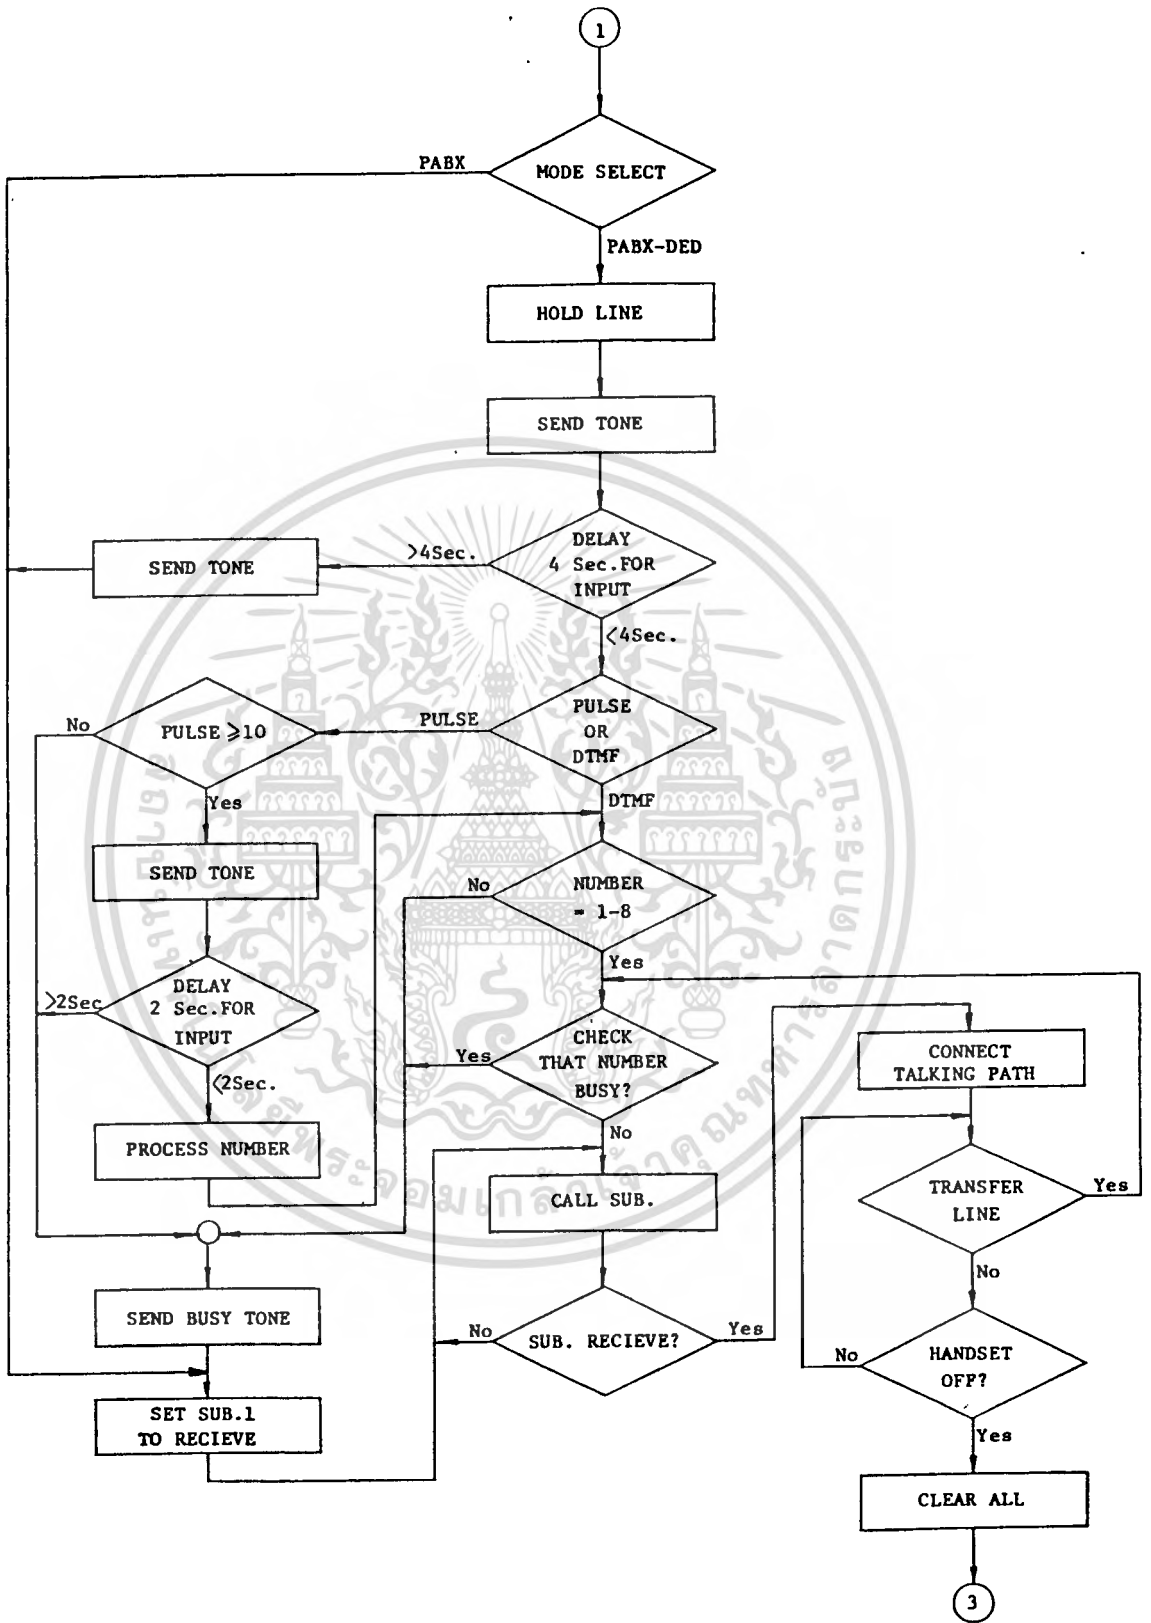 1
PABX
MODE SELECT
PABX-DED
HOLD LINE
SEND TONE
SEND TONE
>4Sec.
DELAY
4 Sec.FOR
INPUT
<4Sec.
No
PULSE ⩾10
PULSE
PULSE
OR
DTMF
Yes
DTMF
SEND TONE
No
NUMBER
= 1-8
Yes
>2Sec
DELAY
2 Sec.FOR
INPUT
<2Sec.
Yes
CHECK
THAT NUMBER
BUSY?
No
CONNECT
TALKING PATH
PROCESS NUMBER
CALL SUB.
TRANSFER
LINE
Yes
No
SEND BUSY TONE
No
SUB. RECIEVE?
Yes
No
HANDSET
OFF?
Yes
SET SUB.1
TO RECIEVE
CLEAR ALL
3